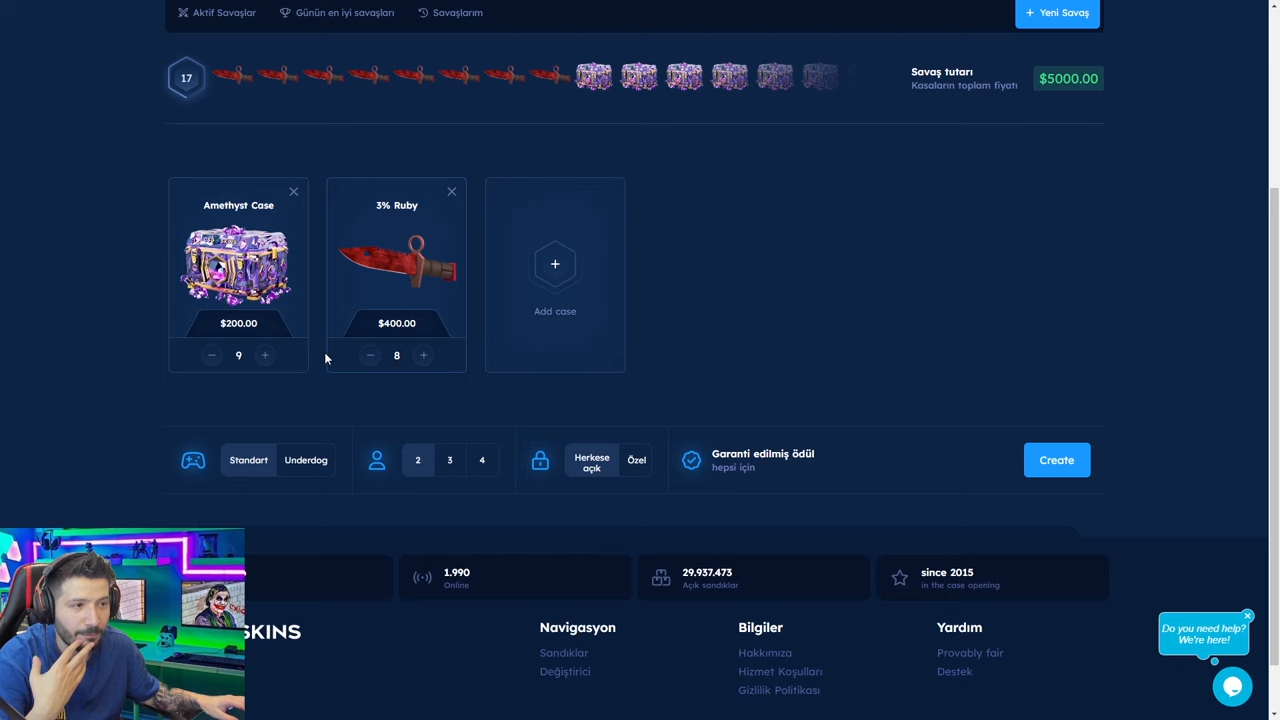 Aktif Savaşlar
Günün en iyi savaşları
Savaşlarım
+ Yeni Savaş
17
Savaş tutarı
Kasaların toplam fiyatı
$5000.00
Amethyst Case
3% Ruby
Add case
$200.00
$400.00
9
8
Standart
Underdog
2
3
4
Herkese
açık
Özel
Garanti edilmiş ödül
hepsi için
Create
1.990
Online
29.937.473
Açık sandıklar
since 2015
in the case opening
Do you need help?
We're here!
SKINS
Navigasyon
Sandıklar
Değiştirici
Bilgiler
Hakkımıza
Hizmet Koşulları
Gizlilik Politikası
Yardım
Provably fair
Destek